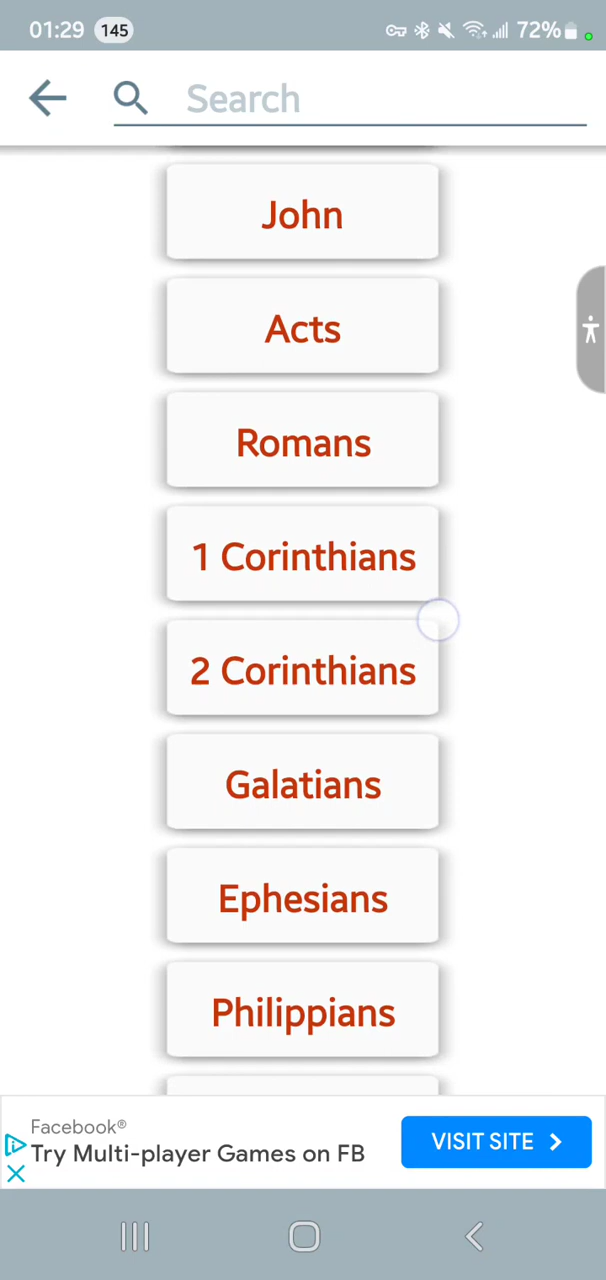 01:29 145 72%
Search
John
Acts
Romans
1 Corinthians
2 Corinthians
Galatians
Ephesians
Philippians
Facebook®
Try Multi-player Games on FB
VISIT SITE